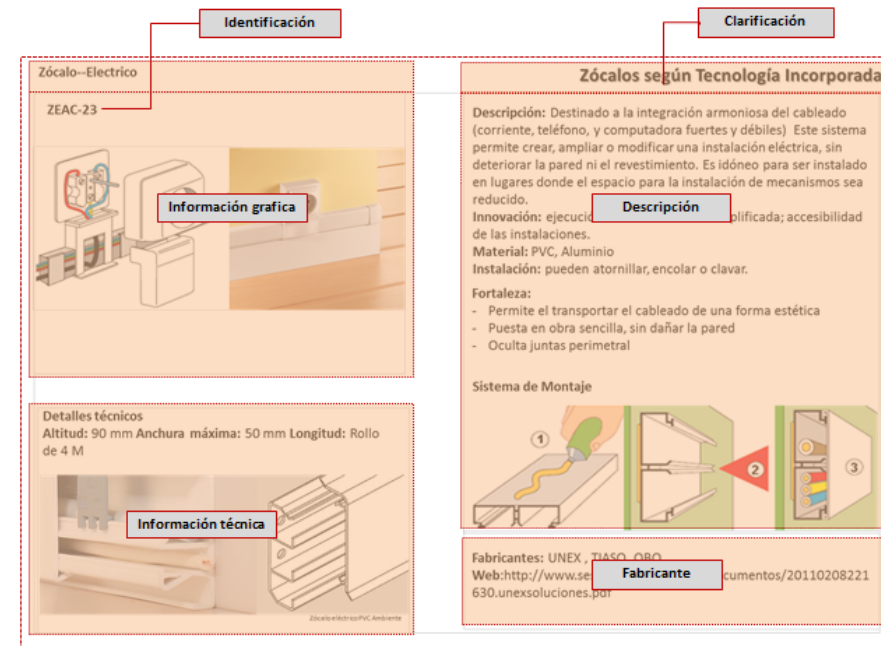 Identificación
Clarificación
Zócalo--Electrico
ZEAC-23
Información grafica
Detalles técnicos
Altitud: 90 mm Anchura máxima: 50 mm Longitud: Rollo
de 4 M
Información técnica
Zócalo eléctrico PVC Ambiente
Zócalos según Tecnología Incorporada
Descripción: Destinado a la integración armoniosa del cableado
(corriente, teléfono, y computadora fuertes y débiles) Este sistema
permite crear, ampliar o modificar una instalación eléctrica, sin
deteriorar la pared ni el revestimiento. Es idóneo para ser instalado
en lugares donde el espacio para la instalación de mecanismos sea
reducido.
Descripción
Innovación: plificada; accesibilidad
de las instalaciones.
Material: PVC, Aluminio
Instalación: pueden atornillar, encolar o clavar.
Fortaleza:
- Permite el transportar el cableado de una forma estética
- Puesta en obra sencilla, sin dañar la pared
- Oculta juntas perimetral
Sistema de Montaje
1
2
3
Fabricantes: UNEX , TIASO, OBO
Fabricante
Web:http://www.se cumentos/20110208221
630.unexsoluciones.pdf